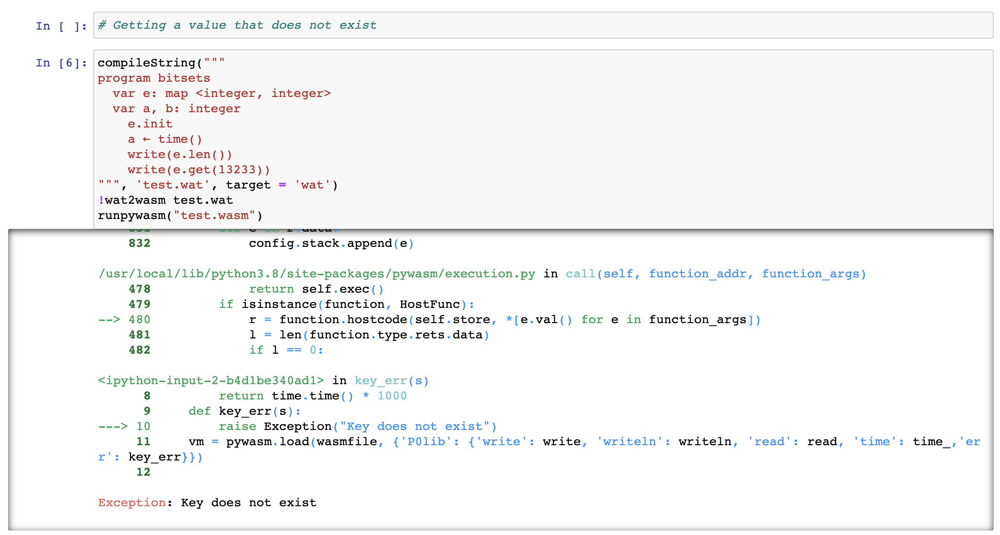 In [ ]: # Getting a value that does not exist
In [6]: compileString("""
program bitsets
  var e: map <integer, integer>
  var a, b: integer
    e.init
    a ← time()
    write(e.len())
    write(e.get(13233))
""", 'test.wat', target = 'wat')
!wat2wasm test.wat
runpywasm("test.wasm")
831         for e in r.data:
832             config.stack.append(e)
/usr/local/lib/python3.8/site-packages/pywasm/execution.py in call(self, function_addr, function_args)
    478             return self.exec()
    479         if isinstance(function, HostFunc):
--> 480             r = function.hostcode(self.store, *[e.val() for e in function_args])
    481             l = len(function.type.rets.data)
    482             if l == 0:
<ipython-input-2-b4d1be340ad1> in key_err(s)
      8         return time.time() * 1000
      9     def key_err(s):
---> 10         raise Exception("Key does not exist")
     11     vm = pywasm.load(wasmfile, {'P0lib': {'write': write, 'writeln': writeln, 'read': read, 'time': time_,'er
r': key_err}})
     12
Exception: Key does not exist